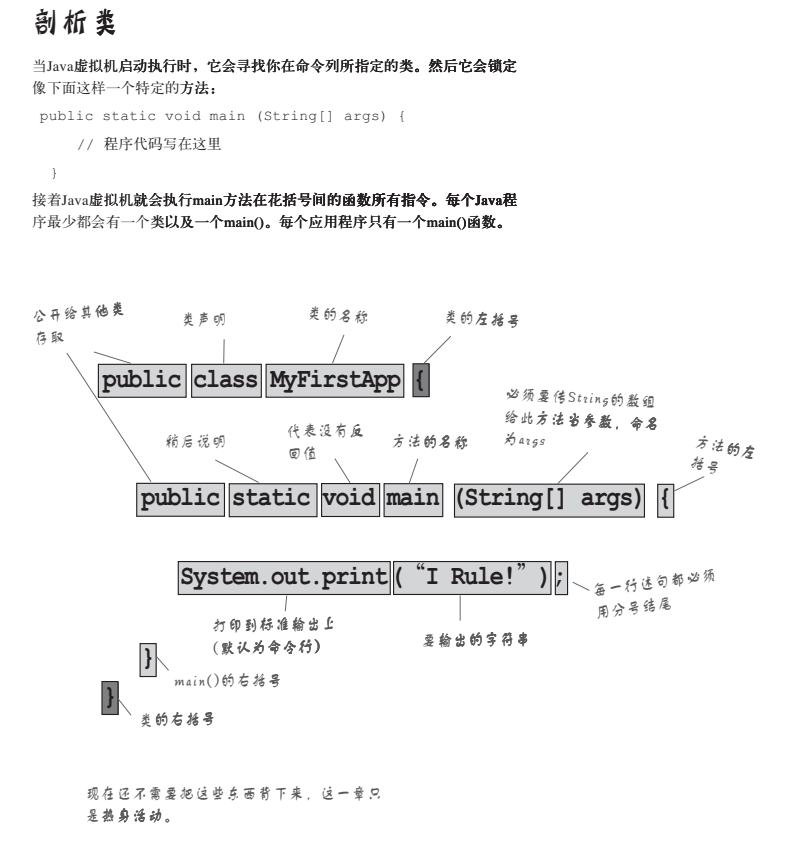 剖析类
当Java虚拟机启动执行时，它会寻找你在命令列所指定的类。然后它会锁定
像下面这样一个特定的方法：
public static void main (String[] args) {
// 程序代码写在这里
}
接着Java虚拟机就会执行main方法在花括号间的函数所有指令。每个Java程
序最少都会有一个类以及一个main()。每个应用程序只有一个main()函数。
公开给其他类
存取
类声明
类的名称
类的左括号
public class MyFirstApp {
稍后说明
代表没有反
回值
方法的名称
必须要传String的数组
给此方法当参数，命名
为args
方法的左
括号
public static void main (String[] args) {
System.out.print(“I Rule!”);
打印到标准输出上
(默认为命令行)
要输出的字符串
每一行述句都必须
用分号结尾
}
main()的右括号
}
类的右括号
现在还不需要把这些东西背下来，这一章只
是热身活动。